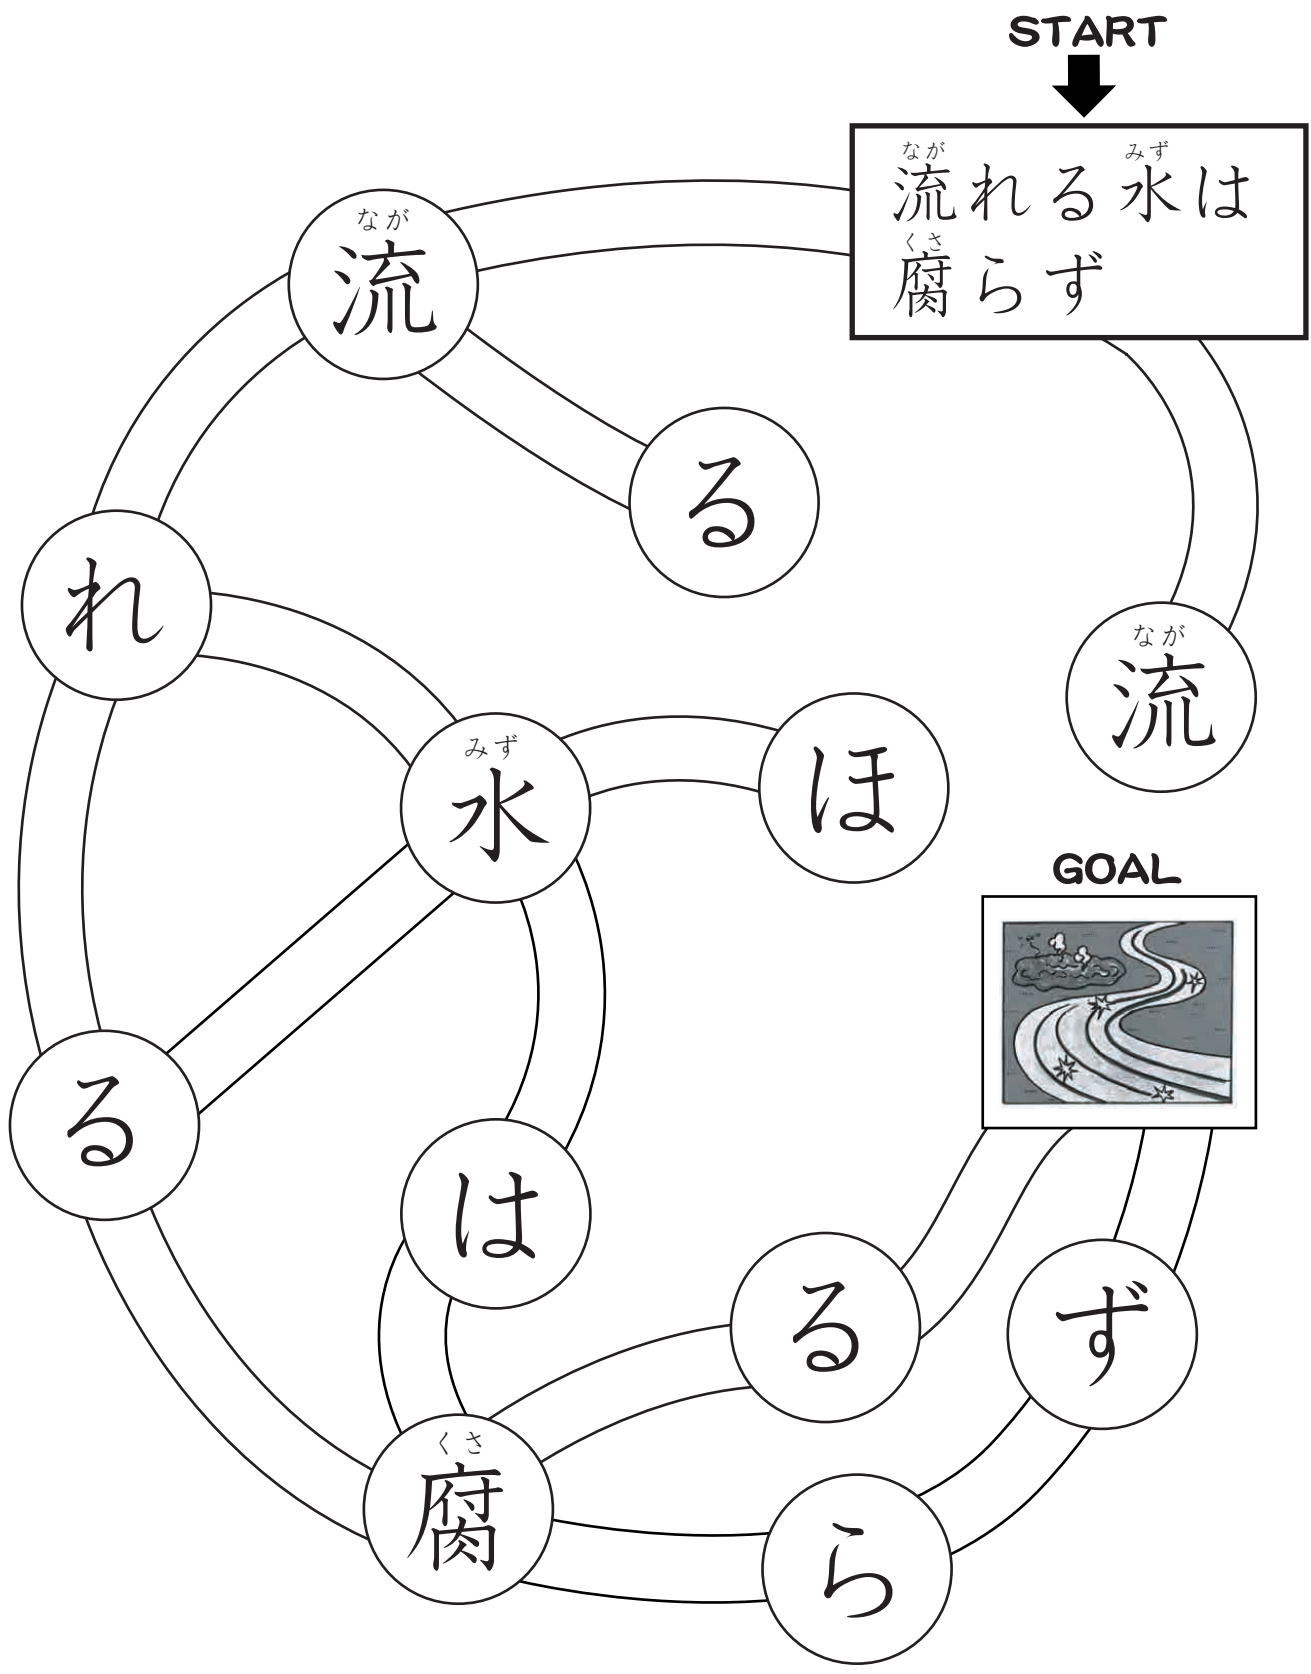 START
なが みず
流れる水は
くさ
腐らず
なが
流
る
れ
なが
流
みず
水
ほ
GOAL
る
は
る
ず
くさ
腐
ら